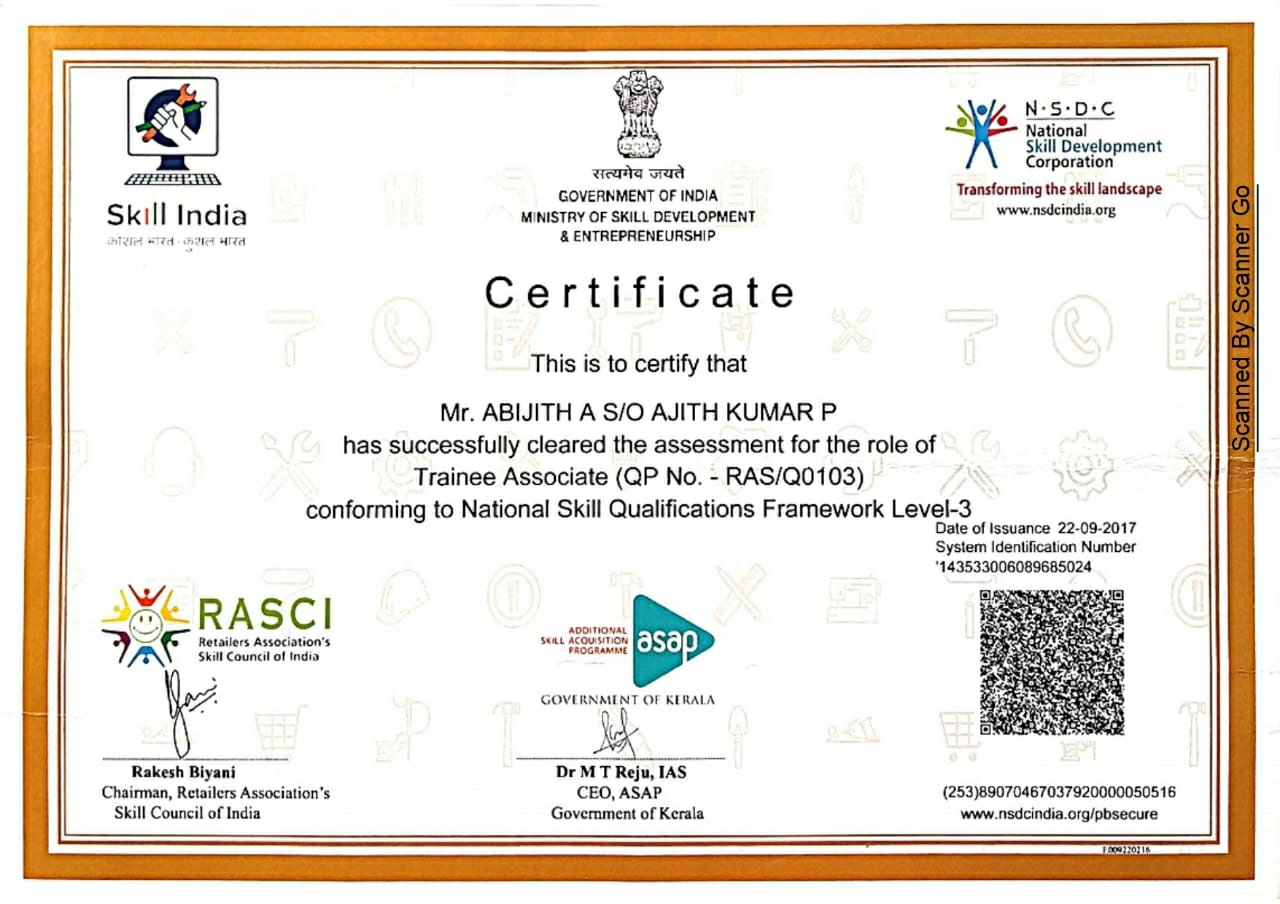 Skill India
कौशल भारत - कुशल भारत
सत्यमेव जयते
GOVERNMENT OF INDIA
MINISTRY OF SKILL DEVELOPMENT
& ENTREPRENEURSHIP
N·S·D·C
National
Skill Development
Corporation
Transforming the skill landscape
www.nsdcindia.org
Certificate
This is to certify that
Mr. ABIJITH A S/O AJITH KUMAR P
has successfully cleared the assessment for the role of
Trainee Associate (QP No. - RAS/Q0103)
conforming to National Skill Qualifications Framework Level-3
Date of Issuance 22-09-2017
System Identification Number
'143533006089685024
RASCI
Retailers Association's
Skill Council of India
Rakesh Biyani
Chairman, Retailers Association's
Skill Council of India
ADDITIONAL
SKILL ACQUISITION
PROGRAMME
asap
GOVERNMENT OF KERALA
Dr M T Reju, IAS
CEO, ASAP
Government of Kerala
(253)89070467037920000050516
www.nsdcindia.org/pbsecure
F.009220216
Scanned By Scanner Go